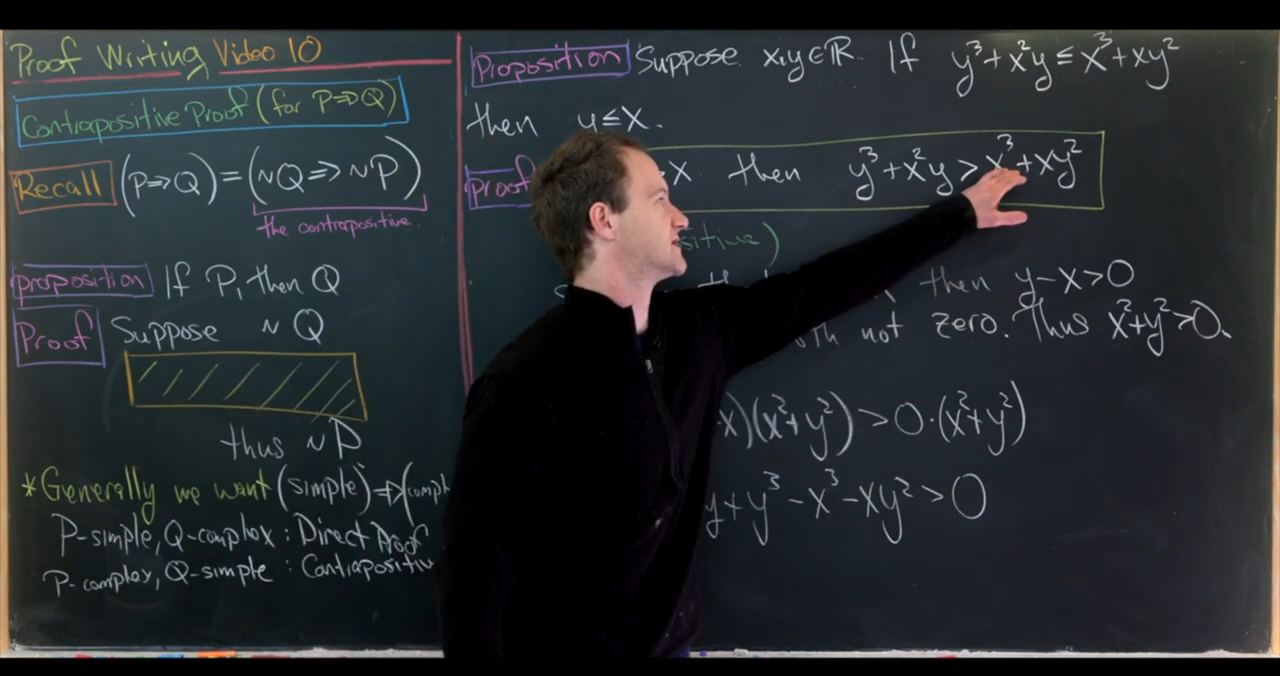 Proof Writing Video 10
Contrapositive Proof (for P⇒Q)
Recall (P⇒Q) = (~Q ⇒ ~P)
the contrapositive
proposition If P, then Q
Proof Suppose ~Q
thus ~P
*Generally we want (simple) ⇒ (compl
P-simple, Q-complex : Direct Proof
P-complex, Q-simple : Contrapositiv
Proposition Suppose x,y∈ℝ. If y³+x²y ≤ x³+xy²
then y≤x.
Proof x then y³+x²y > x³+xy²
sitive)
then y-x>0
both not zero. Thus x²+y²>0.
x)(x²+y²) > 0·(x²+y²)
y+y³-x³-xy²>0